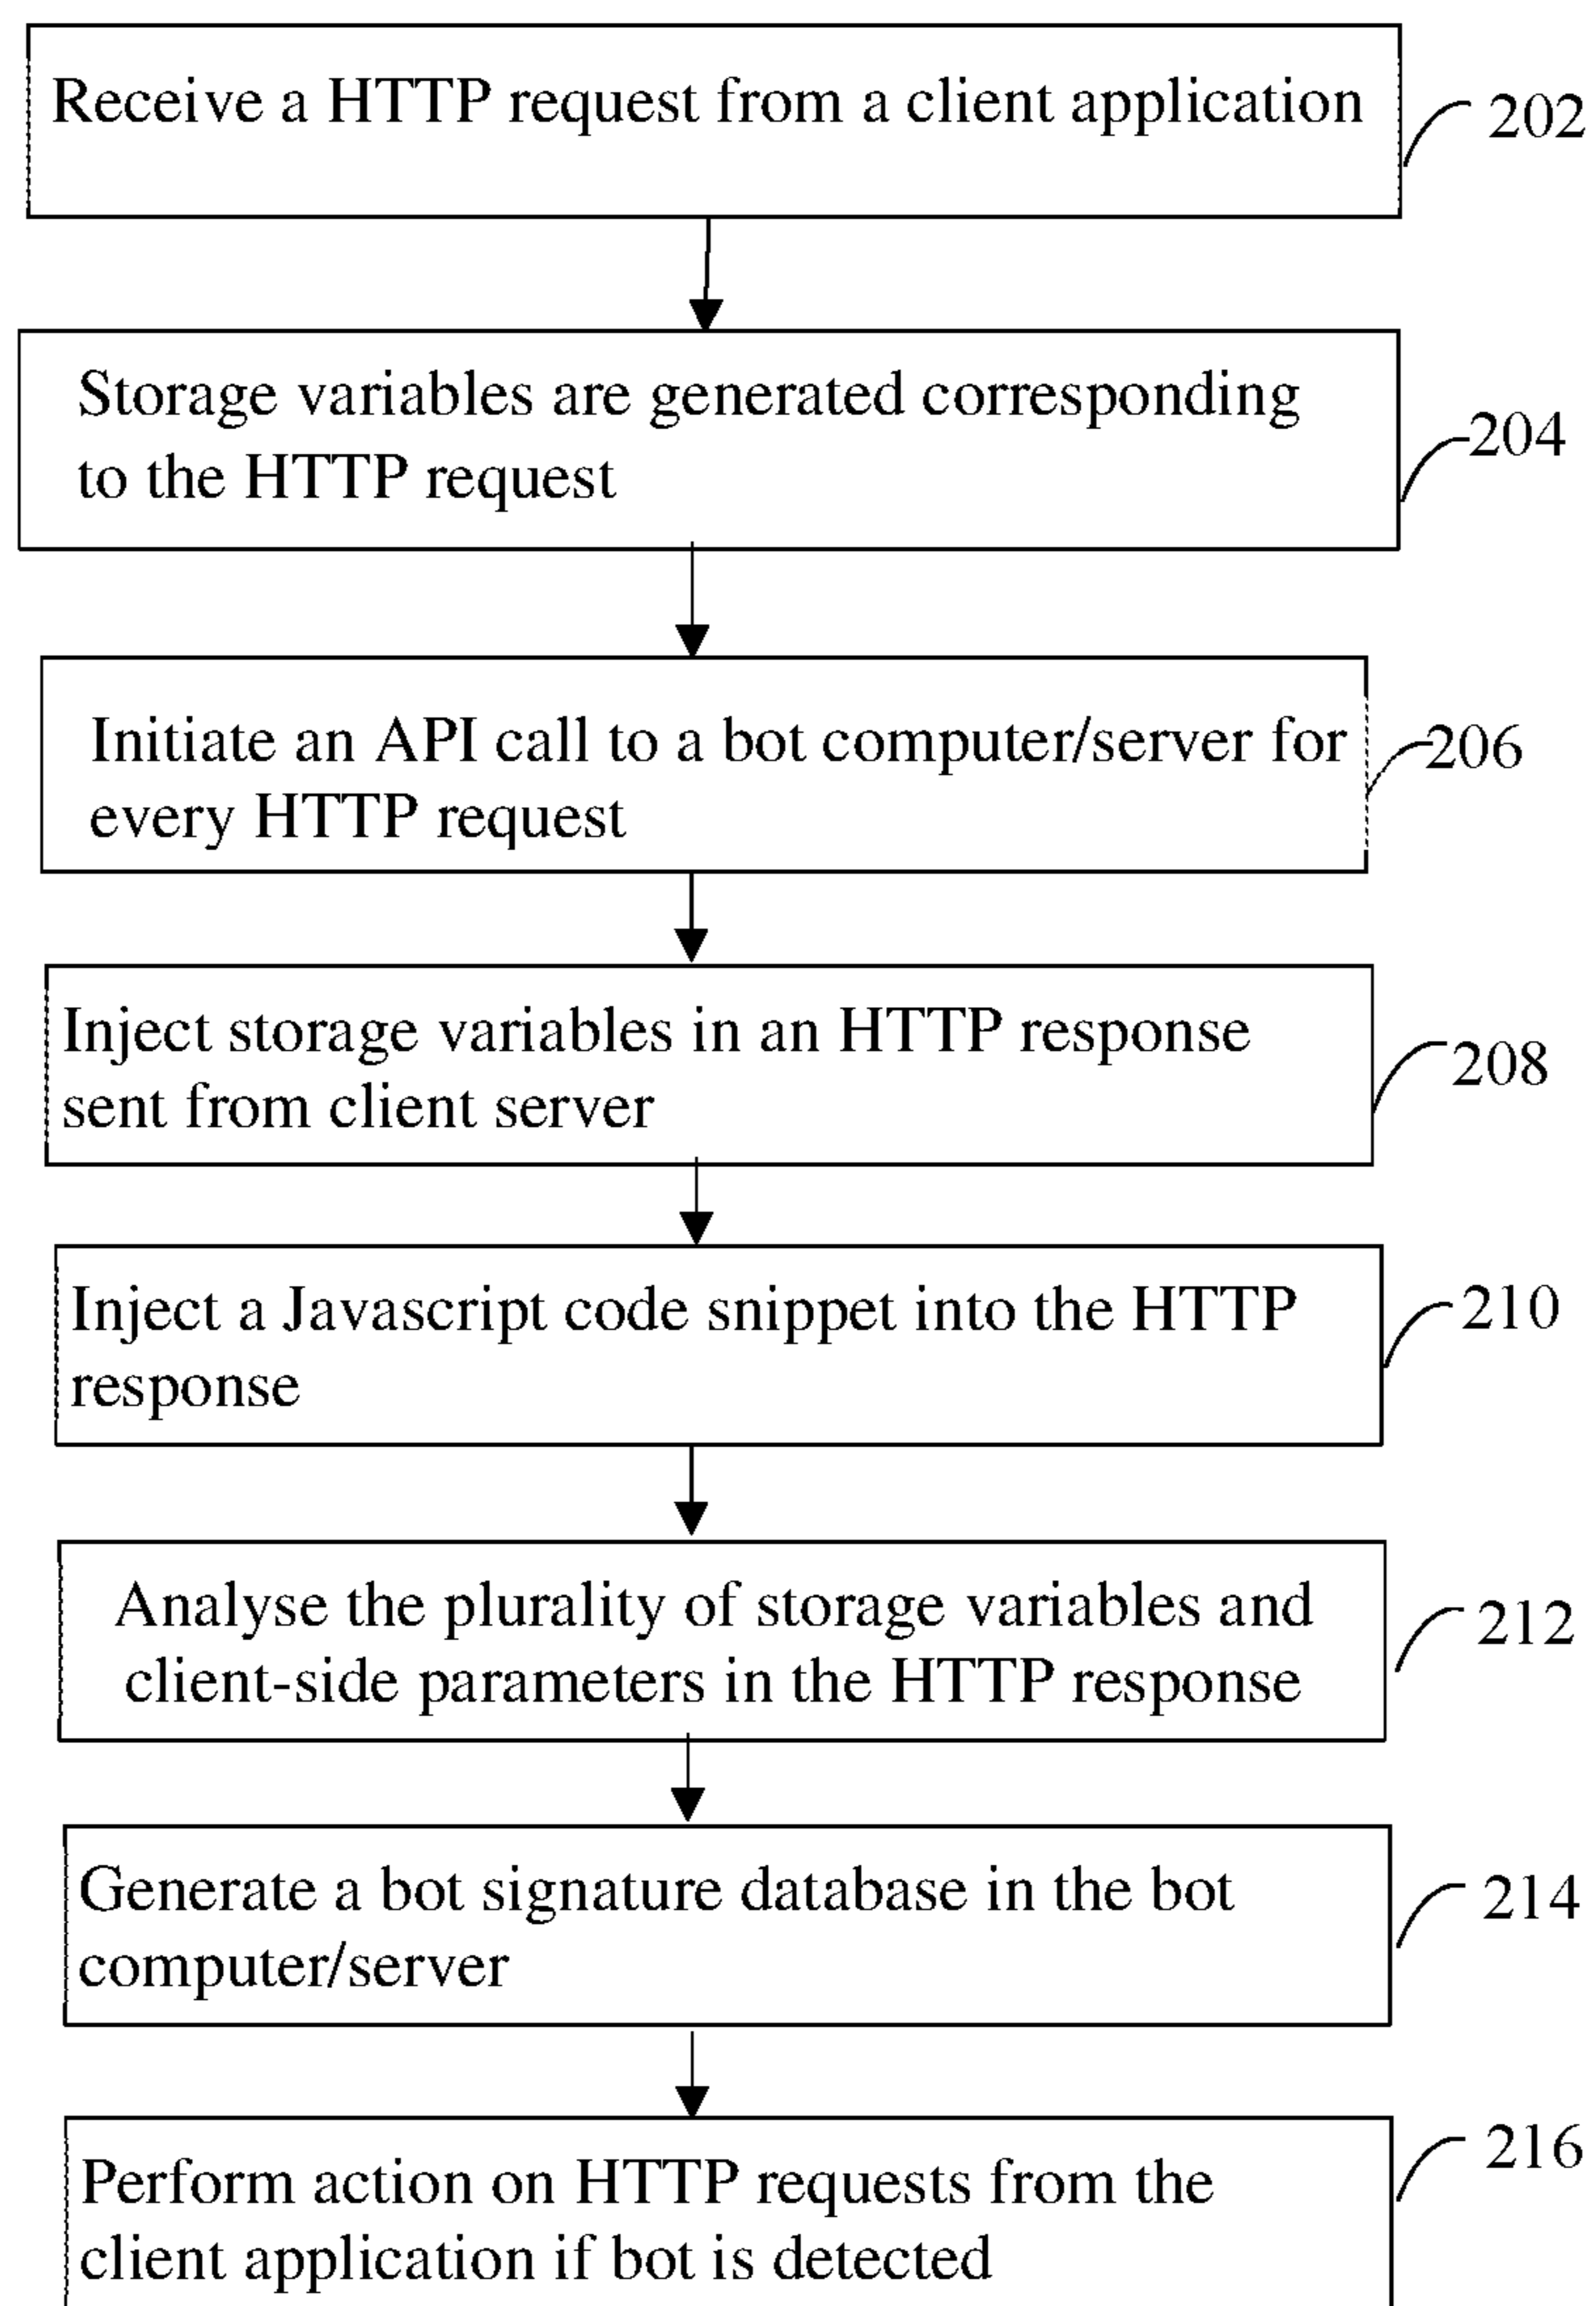 Receive a HTTP request from a client application
202
Storage variables are generated corresponding
to the HTTP request
204
Initiate an API call to a bot computer/server for
every HTTP request
206
Inject storage variables in an HTTP response
sent from client server
208
Inject a Javascript code snippet into the HTTP
response
210
Analyse the plurality of storage variables and
client-side parameters in the HTTP response
212
Generate a bot signature database in the bot
computer/server
214
Perform action on HTTP requests from the
client application if bot is detected
216